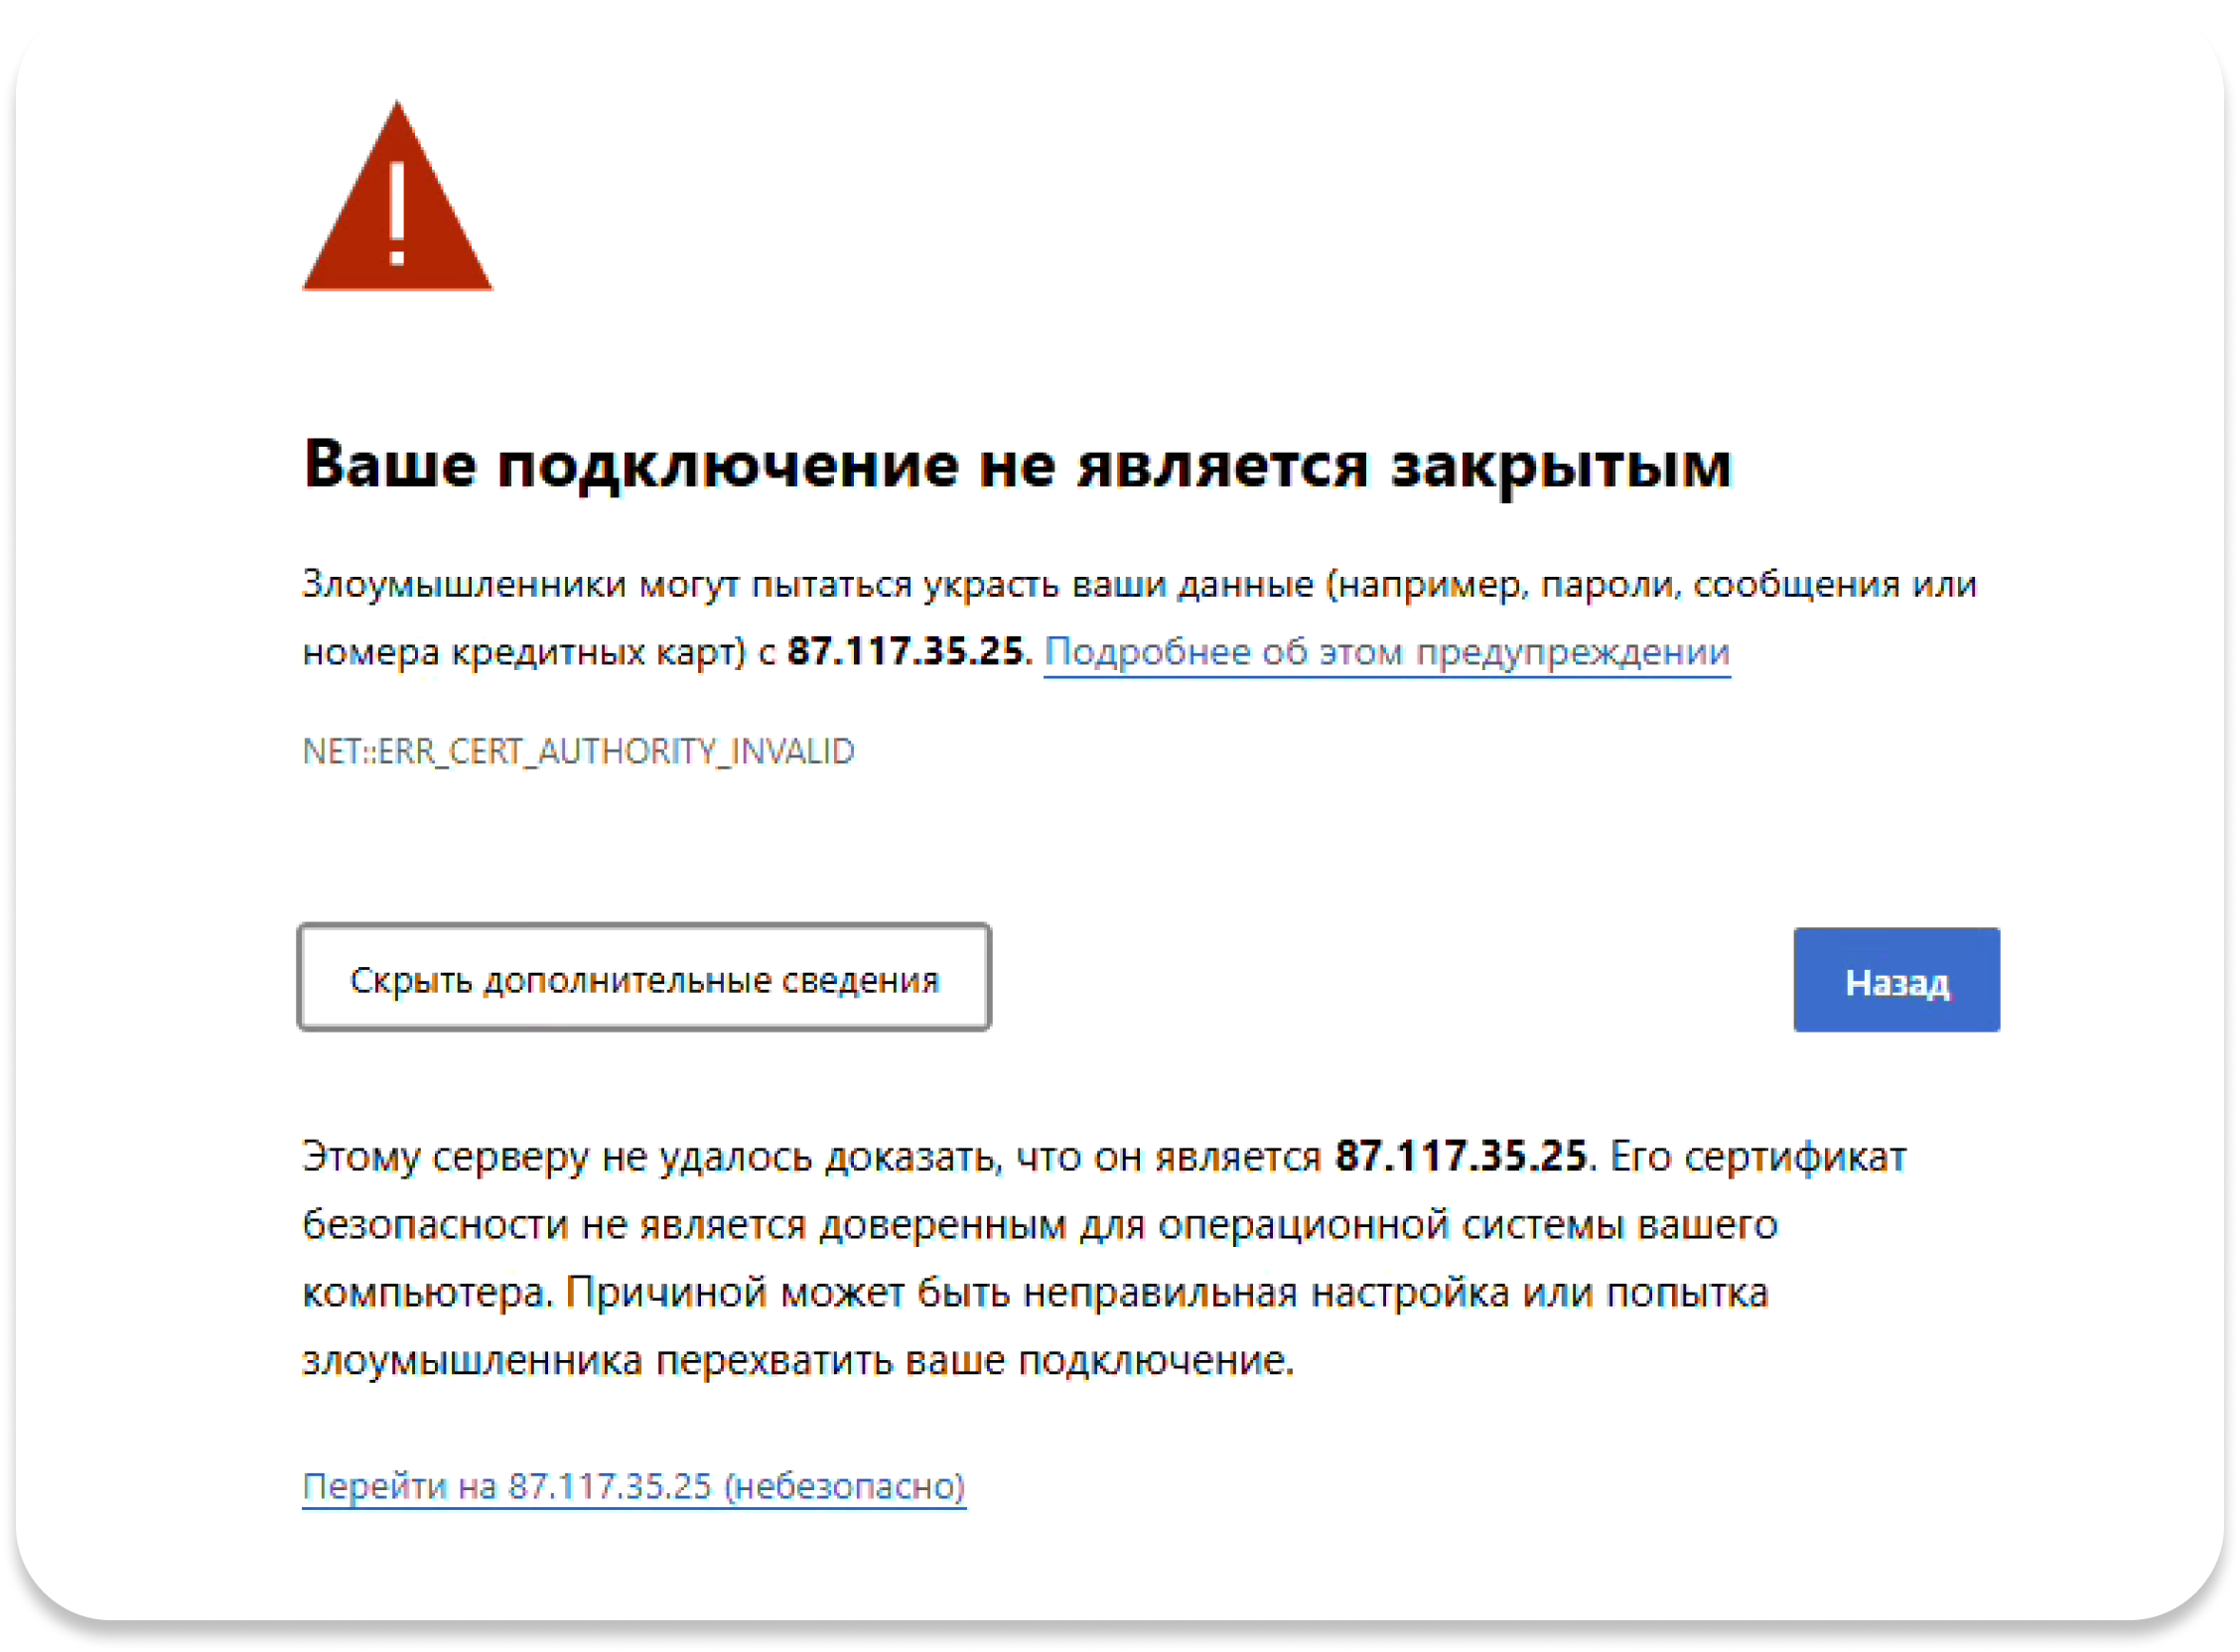 Ваше подключение не является закрытым
Злоумышленники могут пытаться украсть ваши данные (например, пароли, сообщения или
номера кредитных карт) с 87.117.35.25. Подробнее об этом предупреждении
NET::ERR_CERT_AUTHORITY_INVALID
Скрыть дополнительные сведения
Назад
Этому серверу не удалось доказать, что он является 87.117.35.25. Его сертификат
безопасности не является доверенным для операционной системы вашего
компьютера. Причиной может быть неправильная настройка или попытка
злоумышленника перехватить ваше подключение.
Перейти на 87.117.35.25 (небезопасно)